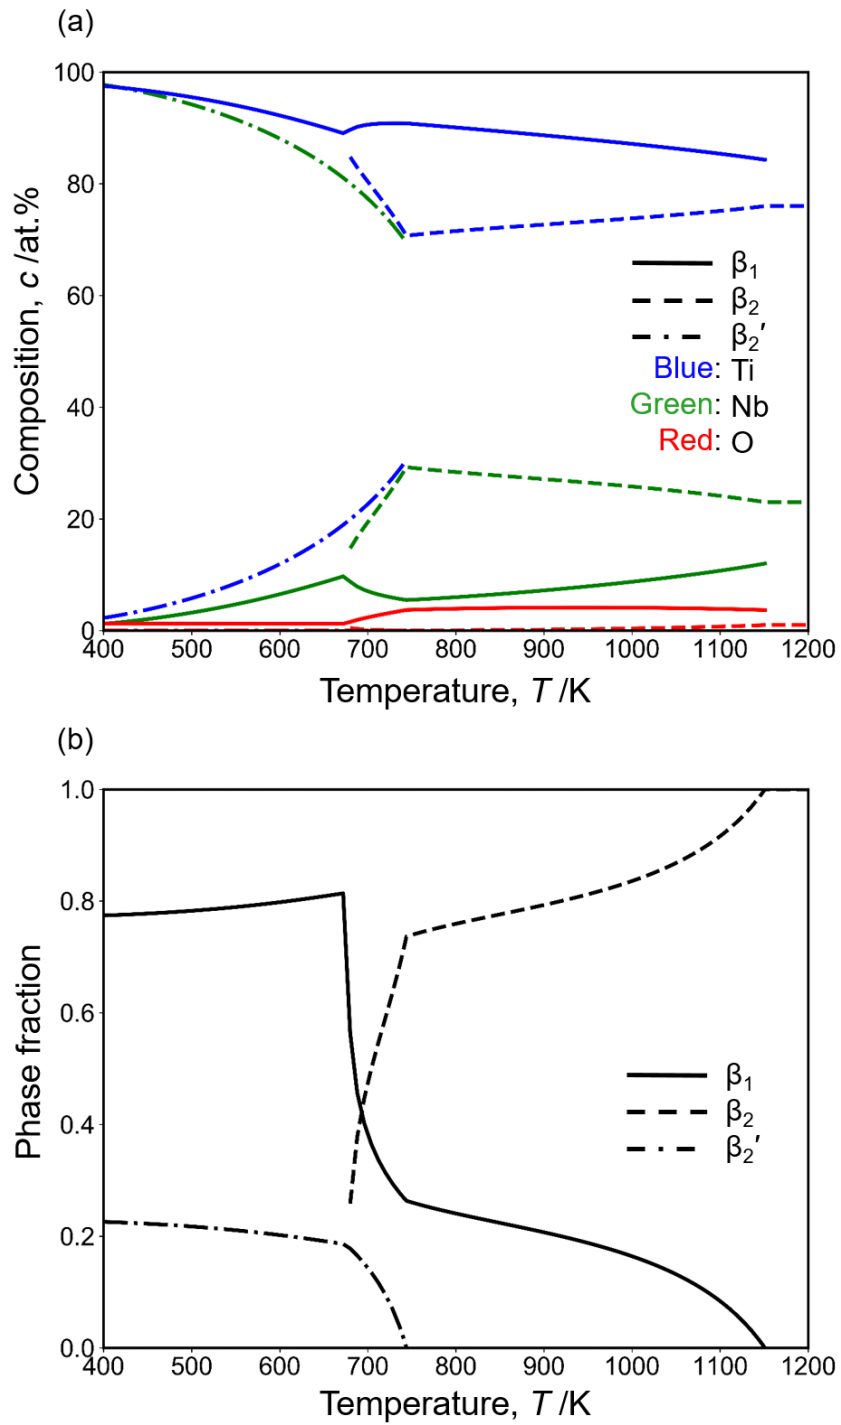 (a)
Composition, c /at.%
100
80
60
40
20
0
β₁
β₂
β₂′
Blue: Ti
Green: Nb
Red: O
400 500 600 700 800 900 1000 1100 1200
Temperature, T /K
(b)
Phase fraction
1.0
0.8
0.6
0.4
0.2
0.0
β₁
β₂
β₂′
400 500 600 700 800 900 1000 1100 1200
Temperature, T /K